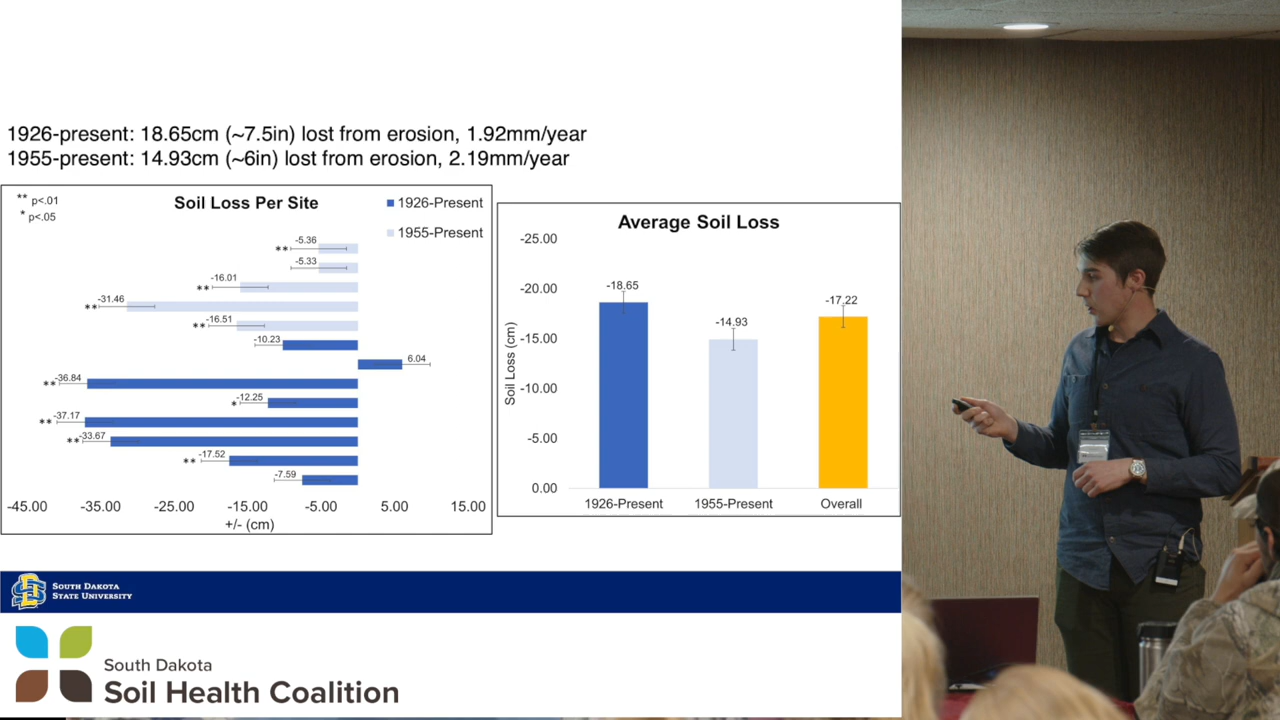 1926-present: 18.65cm (~7.5in) lost from erosion, 1.92mm/year
1955-present: 14.93cm (~6in) lost from erosion, 2.19mm/year
** p<.01
* p<.05
Soil Loss Per Site
1926-Present
1955-Present
** -5.36
-5.33
** -16.01
** -31.46
** -16.51
-10.23
6.04
** -36.84
* -12.25
** -37.17
** -33.67
** -17.52
-7.59
-45.00 -35.00 -25.00 -15.00 -5.00 5.00 15.00
+/- (cm)
Average Soil Loss
Soil Loss (cm)
-25.00
-20.00
-15.00
-10.00
-5.00
0.00
-18.65
-14.93
-17.22
1926-Present 1955-Present Overall
SOUTH DAKOTA
STATE UNIVERSITY
South Dakota
Soil Health Coalition